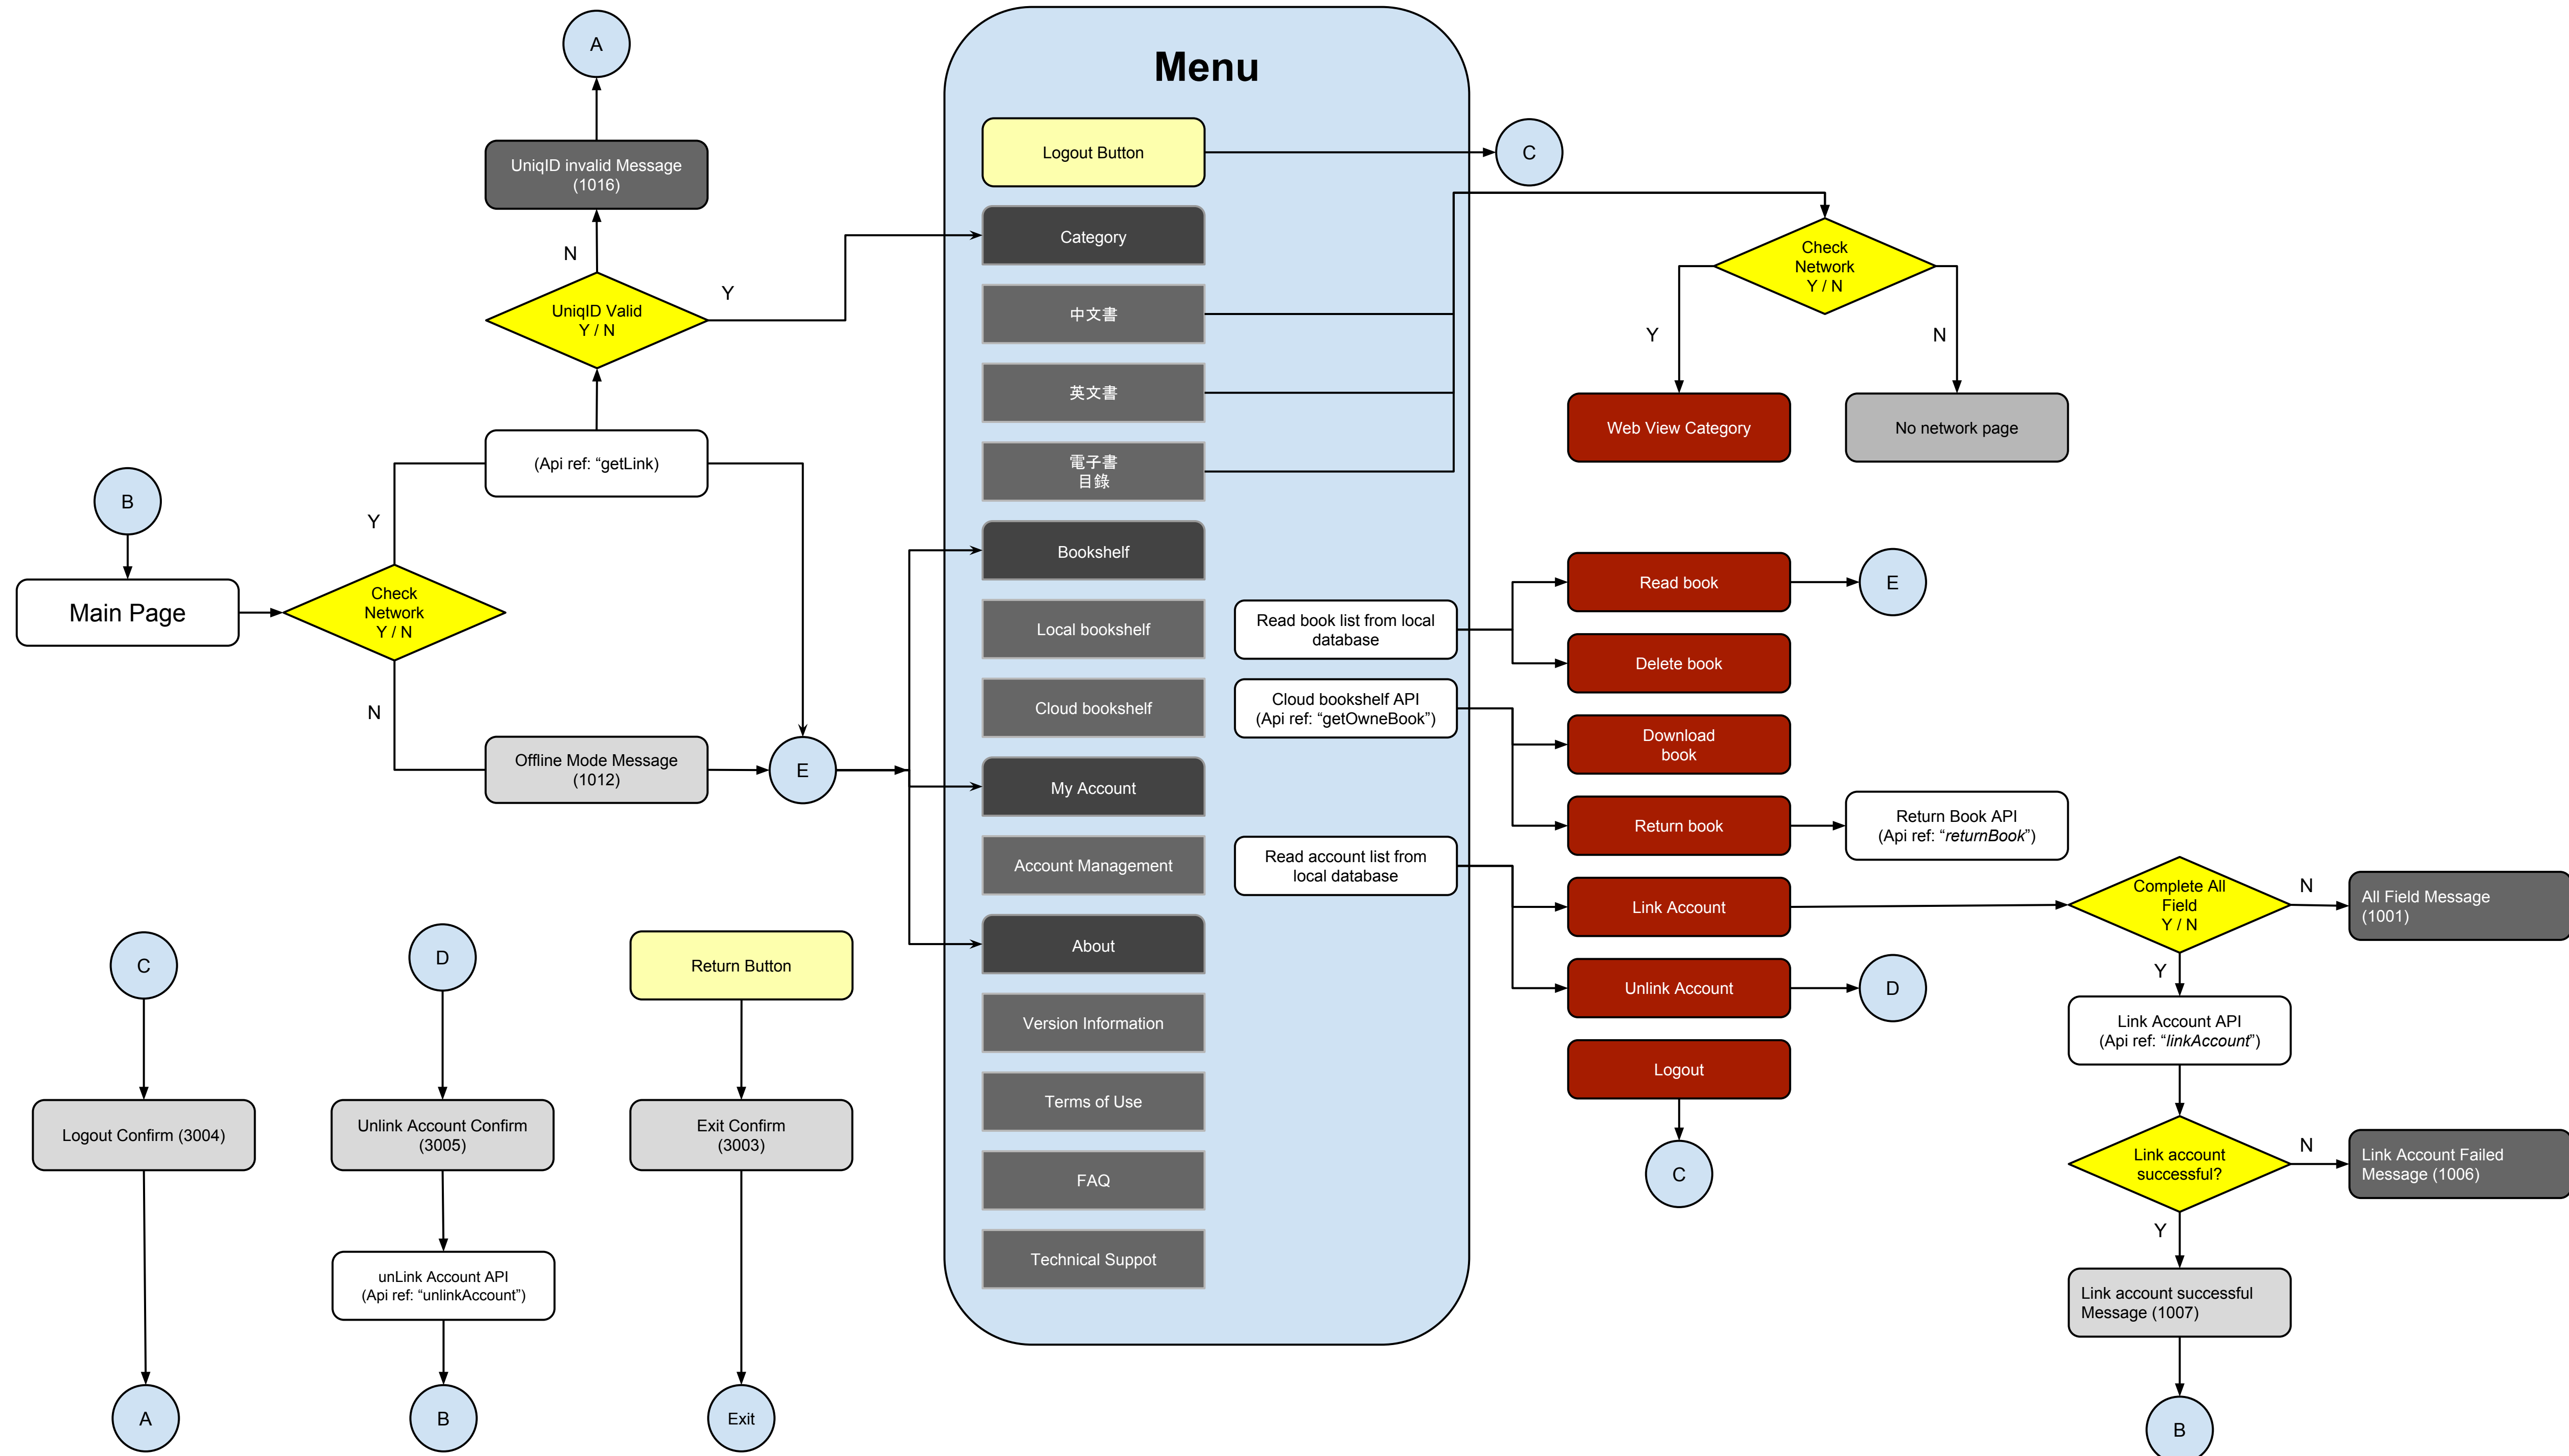 A
Menu
Logout Button
C
UniqID invalid Message
(1016)
N
UniqID Valid
Y / N
Y
Category
中文書
英文書
電子書
目錄
Check
Network
Y / N
Y
N
Web View Category
No network page
(Api ref: “getLink)
B
Main Page
Y
Check
Network
Y / N
N
Offline Mode Message
(1012)
E
Bookshelf
Local bookshelf
Read book list from local
database
Cloud bookshelf
Cloud bookshelf API
(Api ref: “getOwneBook”)
My Account
Account Management
Read account list from
local database
About
Version Information
Terms of Use
FAQ
Technical Suppot
Read book
E
Delete book
Download
book
Return book
Return Book API
(Api ref: “returnBook”)
Link Account
Unlink Account
D
Logout
C
Complete All
Field
Y / N
N
All Field Message
(1001)
Y
Link Account API
(Api ref: “linkAccount”)
Link account
successful?
N
Link Account Failed
Message (1006)
Y
Link account successful
Message (1007)
B
C
Logout Confirm (3004)
A
D
Unlink Account Confirm
(3005)
unLink Account API
(Api ref: “unlinkAccount”)
B
Return Button
Exit Confirm
(3003)
Exit